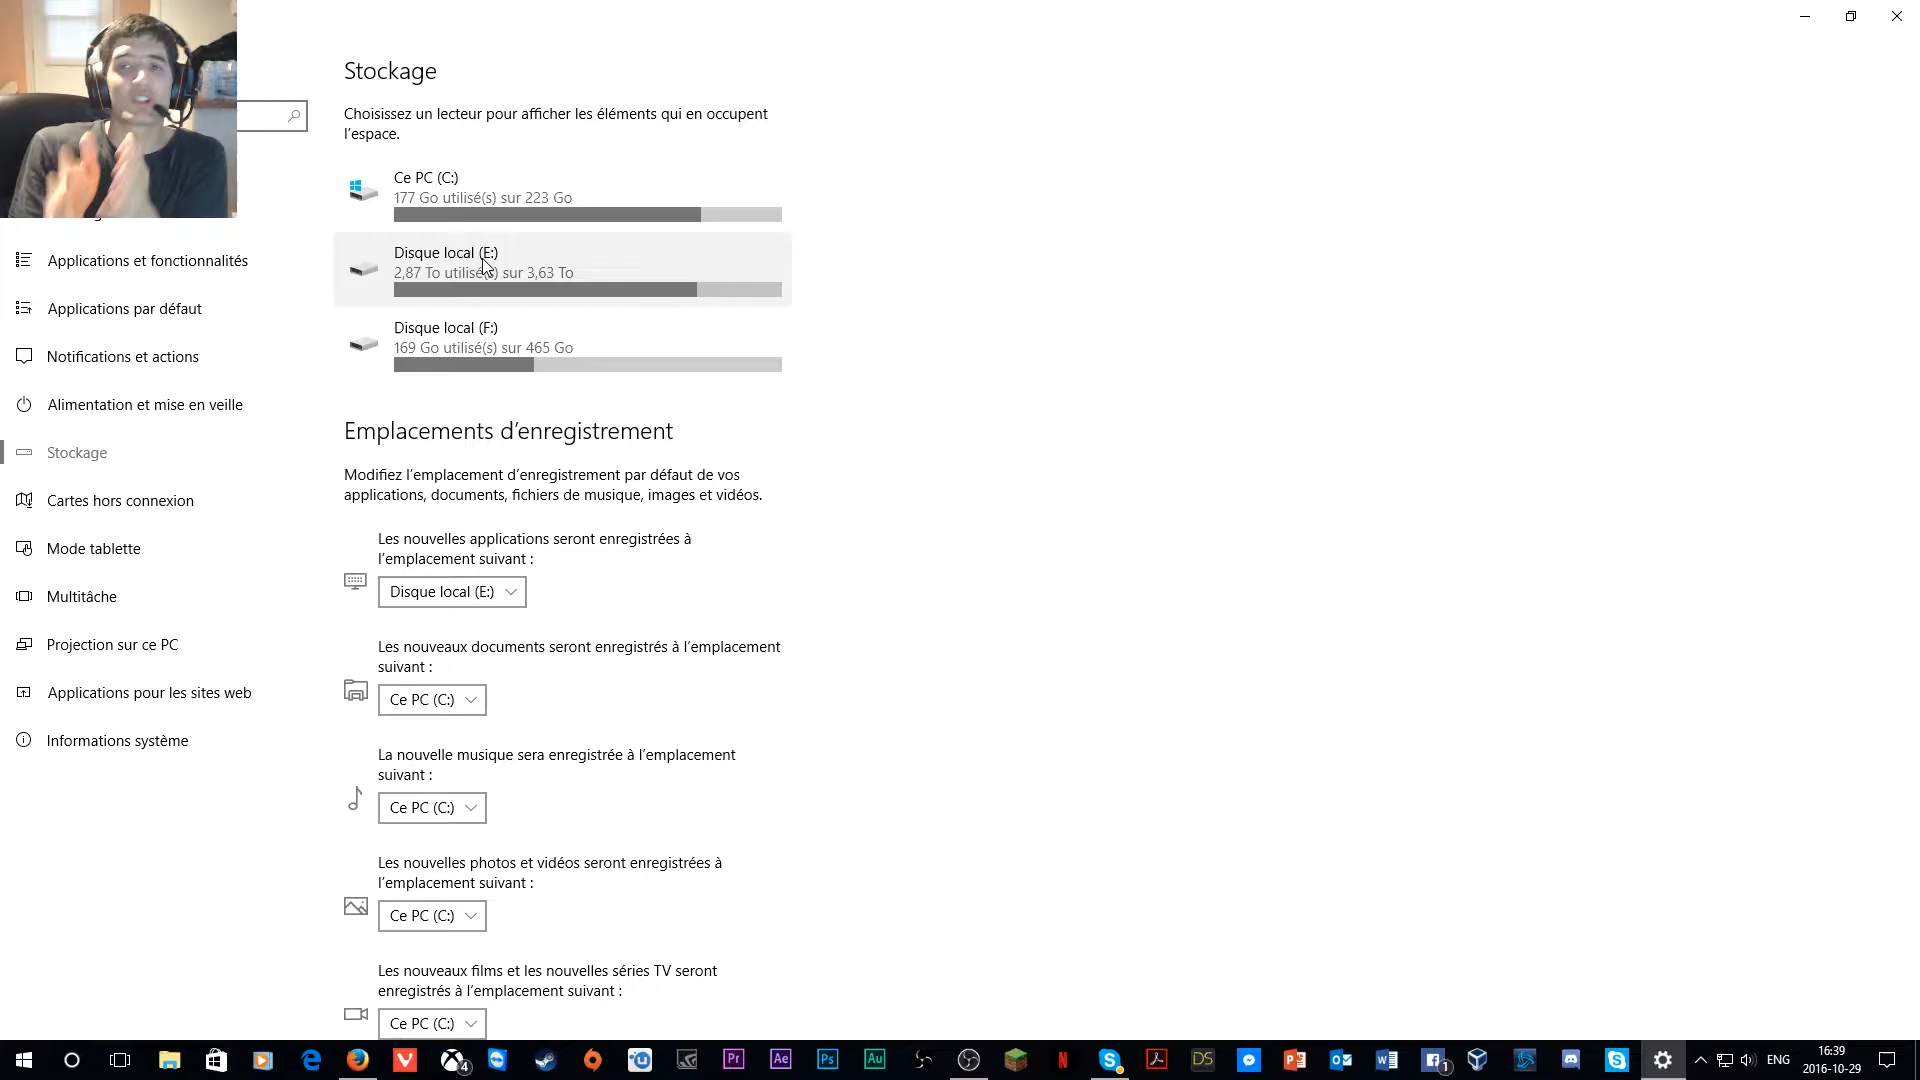 Stockage
Choisissez un lecteur pour afficher les éléments qui en occupent
l'espace.
Ce PC (C:)
177 Go utilisé(s) sur 223 Go
Disque local (E:)
2,87 To utilisé(s) sur 3,63 To
Disque local (F:)
169 Go utilisé(s) sur 465 Go
Applications et fonctionnalités
Applications par défaut
Notifications et actions
Alimentation et mise en veille
Stockage
Cartes hors connexion
Mode tablette
Multitâche
Projection sur ce PC
Applications pour les sites web
Informations système
Emplacements d'enregistrement
Modifiez l'emplacement d'enregistrement par défaut de vos
applications, documents, fichiers de musique, images et vidéos.
Les nouvelles applications seront enregistrées à
l'emplacement suivant :
Disque local (E:)
Les nouveaux documents seront enregistrés à l'emplacement
suivant :
Ce PC (C:)
La nouvelle musique sera enregistrée à l'emplacement
suivant :
Ce PC (C:)
Les nouvelles photos et vidéos seront enregistrées à
l'emplacement suivant :
Ce PC (C:)
Les nouveaux films et les nouvelles séries TV seront
enregistrés à l'emplacement suivant :
Ce PC (C:)
4
Pr
Ae
Ps
Au
N
DS
1
ENG
16:39
2016-10-29